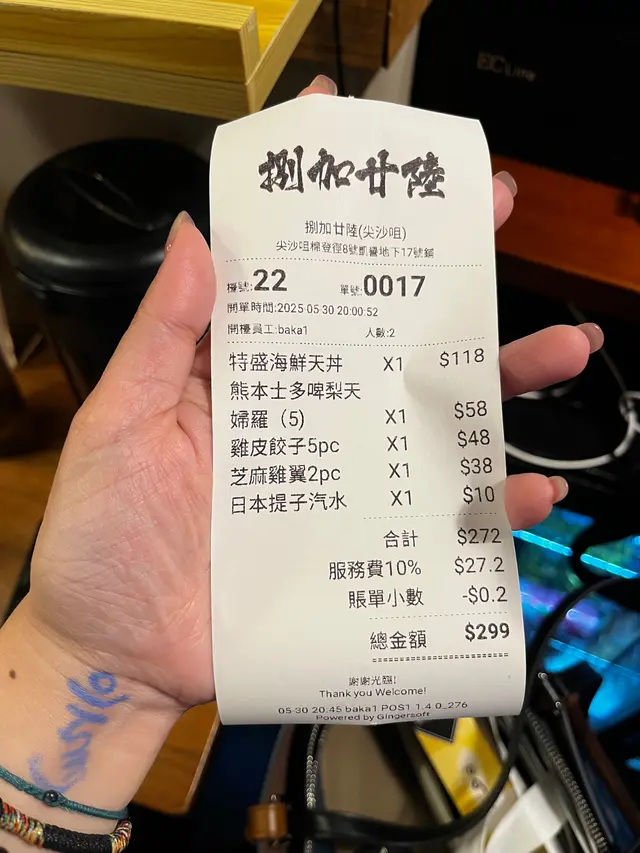 捌加廿陸
捌加廿陸(尖沙咀)
尖沙咀棉登徑8號凱譽地下17號鋪
檯號:22 單號:0017
開單時間:2025-05-30 20:00:52
開檯員工:baka1 人數:2
特盛海鮮天丼 X1 $118
熊本士多啤梨天
婦羅（5) X1 $58
雞皮餃子5pc X1 $48
芝麻雞翼2pc X1 $38
日本提子汽水 X1 $10
合計 $272
服務費10% $27.2
賬單小數 -$0.2
總金額 $299
謝謝光臨!
Thank you Welcome!
05-30 20:45 baka1 POS1 1.4.0_276
Powered by Gingersoft